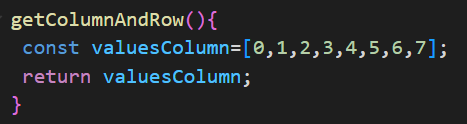 getColumnAndRow(){
const valuesColumn=[0,1,2,3,4,5,6,7];
return valuesColumn;
}